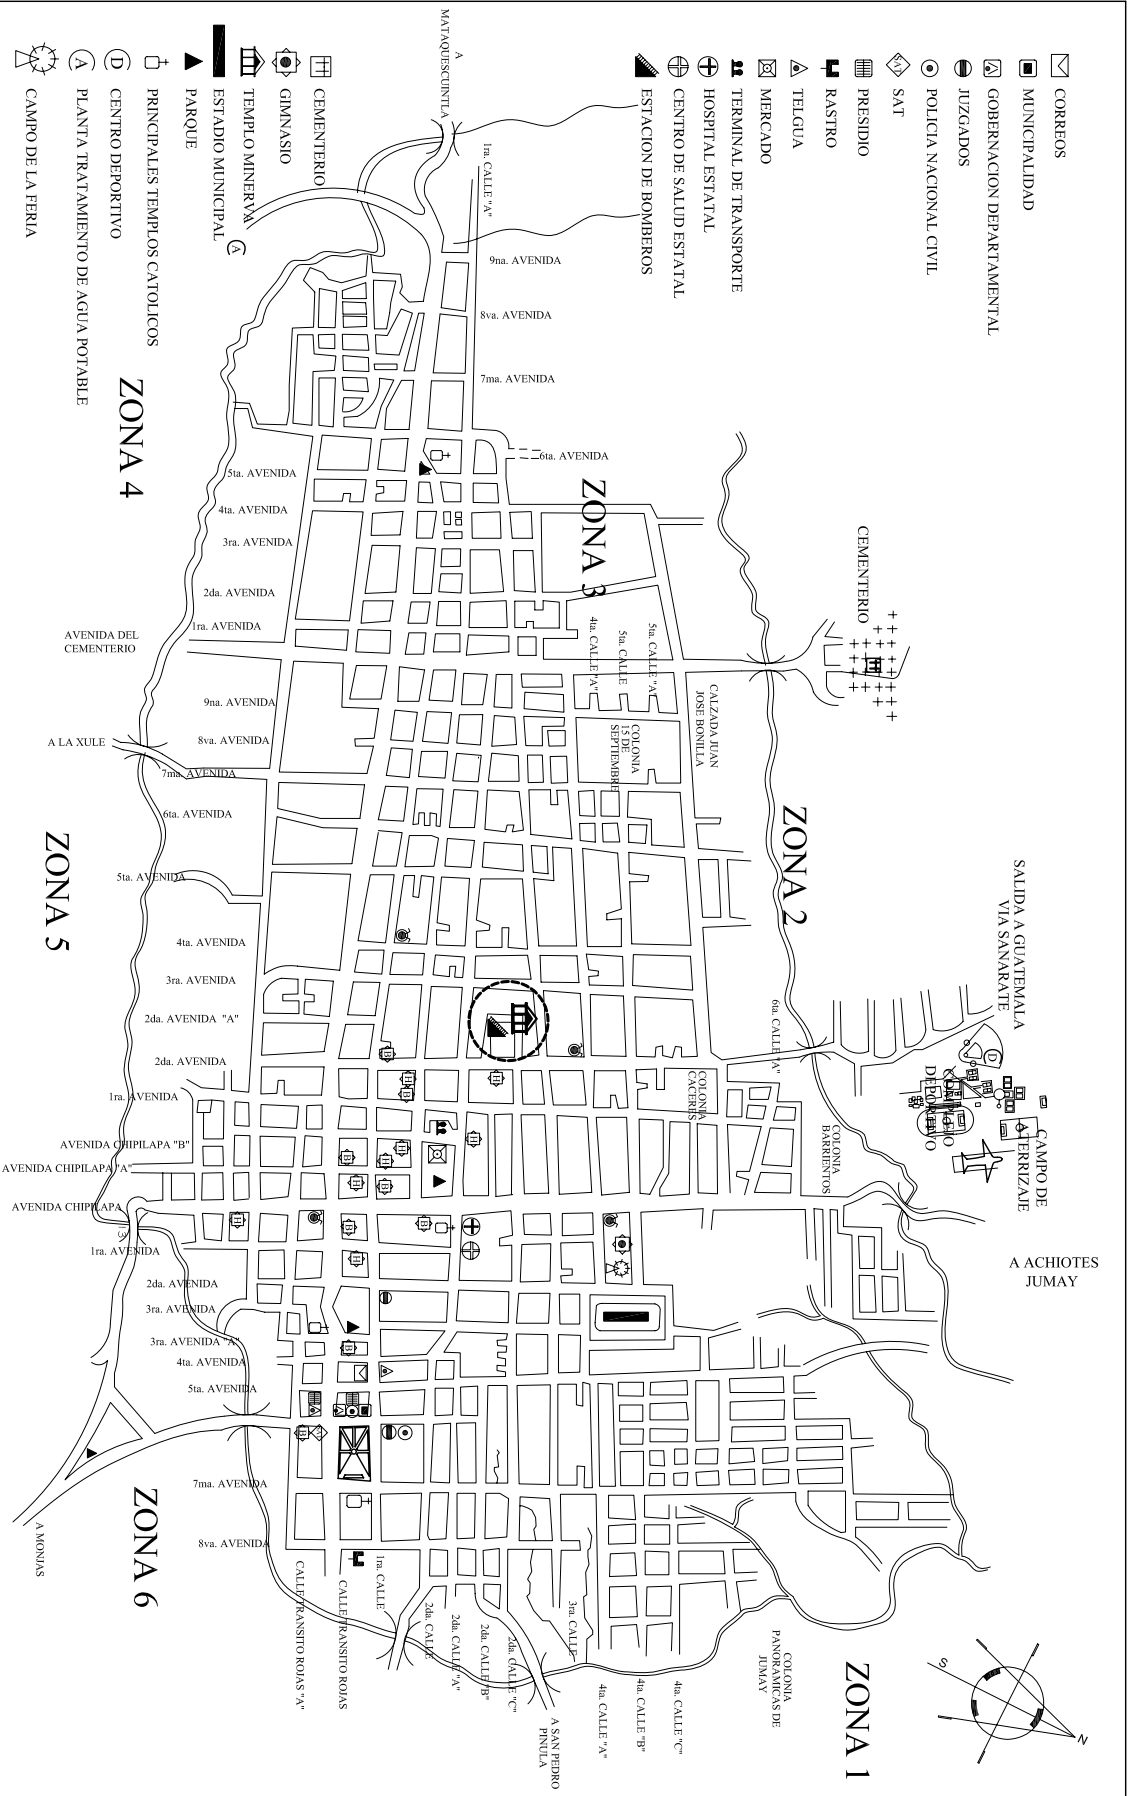 CORREOS
MUNICIPALIDAD
GOBERNACION DEPARTAMENTAL
JUZGADOS
POLICIA NACIONAL CIVIL
SAT
SAT
PRESIDIO
RASTRO
TELGUA
MERCADO
TERMINAL DE TRANSPORTE
HOSPITAL ESTATAL
CENTRO DE SALUD ESTATAL
ESTACION DE BOMBEROS
CEMENTERIO
GIMNASIO
TEMPLO MINERVA
ESTADIO MUNICIPAL
PARQUE
PRINCIPALES TEMPLOS CATOLICOS
D
CENTRO DEPORTIVO
A
PLANTA TRATAMIENTO DE AGUA POTABLE
CAMPO DE LA FERIA
A
MATAQUESCUINTLA
1ra. CALLE "A"
A
9na. AVENIDA
8va. AVENIDA
7ma. AVENIDA
6ta. AVENIDA
ZONA 4
ZONA 3
5ta. AVENIDA
4ta. AVENIDA
3ra. AVENIDA
2da. AVENIDA
1ra. AVENIDA
AVENIDA DEL
CEMENTERIO
CEMENTERIO
4ta. CALLE "A"
5ta. CALLE
5ta. CALLE "A"
CALZADA JUAN
JOSE BONILLA
COLONIA
15 DE
SEPTIEMBRE
9na. AVENIDA
8va. AVENIDA
A LA XULE
7ma. AVENIDA
6ta. AVENIDA
5ta. AVENIDA
ZONA 5
ZONA 2
4ta. AVENIDA
3ra. AVENIDA
2da. AVENIDA "A"
2da. AVENIDA
1ra. AVENIDA
AVENIDA CHIPILAPA "B"
AVENIDA CHIPILAPA "A"
AVENIDA CHIPILAPA
SALIDA A GUATEMALA
VIA SANARATE
6ta. CALLE "A"
COLONIA
CACERES
COLONIA
BARRIENTOS
D
COMPLEJO
DEPORTIVO
CAMPO DE
ATERRIZAJE
A ACHIOTES
JUMAY
B
H
B
H
H
H
B
B
H
B
H
B
B
H
B
SAT
B
1ra. AVENIDA
2da. AVENIDA
3ra. AVENIDA
3ra. AVENIDA "A"
4ta. AVENIDA
5ta. AVENIDA
7ma. AVENIDA
8va. AVENIDA
ZONA 6
A MONJAS
CALLE TRANSITO ROJAS "A"
CALLE TRANSITO ROJAS
1ra. CALLE
2da. CALLE
2da. CALLE "A"
2da. CALLE "B"
2da. CALLE "C"
3ra. CALLE
A SAN PEDRO
PINULA
4ta. CALLE "A"
4ta. CALLE "B"
4ta. CALLE "C"
COLONIA
PANORAMICAS DE
JUMAY
ZONA 1
S
N